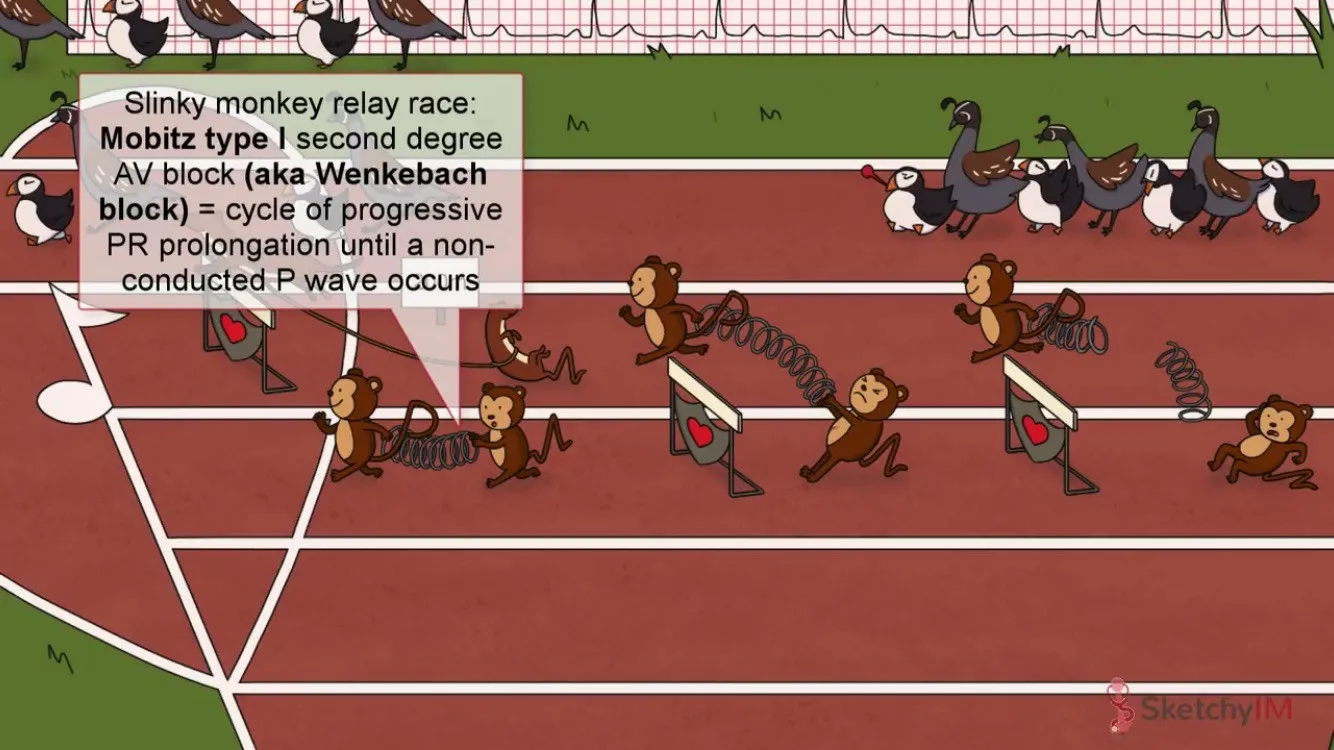 Slinky monkey relay race:
Mobitz type I second degree
AV block (aka Wenkebach
block) = cycle of progressive
PR prolongation until a non-
conducted P wave occurs
SketchyIM